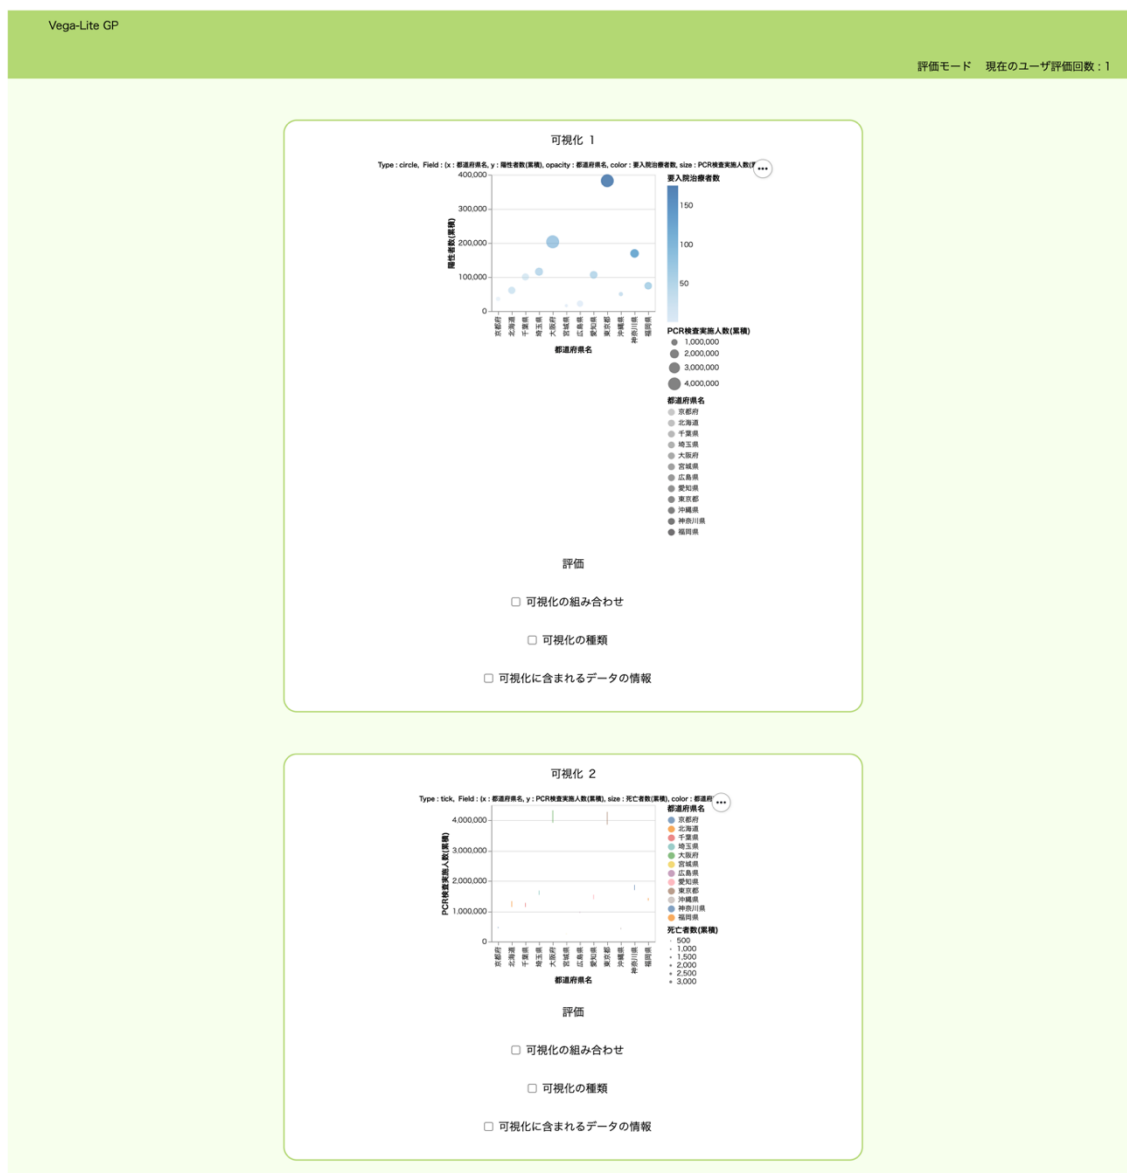 Vega-Lite GP
評価モード 現在のユーザ評価回数 : 1
可視化 1
Type : circle, Field : (x : 都道府県名, y : 陽性者数(累積), opacity : 都道府県名, color : 要入院治療者数, size : PCR検査実施人数(
400,000
300,000
200,000
100,000
0
陽性者数(累積)
京都府
北海道
千葉県
埼玉県
大阪府
宮城県
広島県
愛知県
東京都
沖縄県
神奈川県
福岡県
都道府県名
要入院治療者数
150
100
50
PCR検査実施人数(累積)
1,000,000
2,000,000
3,000,000
4,000,000
都道府県名
京都府
北海道
千葉県
埼玉県
大阪府
宮城県
広島県
愛知県
東京都
沖縄県
神奈川県
福岡県
評価
可視化の組み合わせ
可視化の種類
可視化に含まれるデータの情報
可視化 2
Type : tick, Field : (x : 都道府県名, y : PCR検査実施人数(累積), size : 死亡者数(累積), color : 都道府
4,000,000
3,000,000
2,000,000
1,000,000
0
PCR検査実施人数(累積)
京都府
北海道
千葉県
埼玉県
大阪府
宮城県
広島県
愛知県
東京都
沖縄県
神奈川県
福岡県
都道府県名
都道府県名
京都府
北海道
千葉県
埼玉県
大阪府
宮城県
広島県
愛知県
東京都
沖縄県
神奈川県
福岡県
死亡者数(累積)
500
1,000
1,500
2,000
2,500
3,000
評価
可視化の組み合わせ
可視化の種類
可視化に含まれるデータの情報